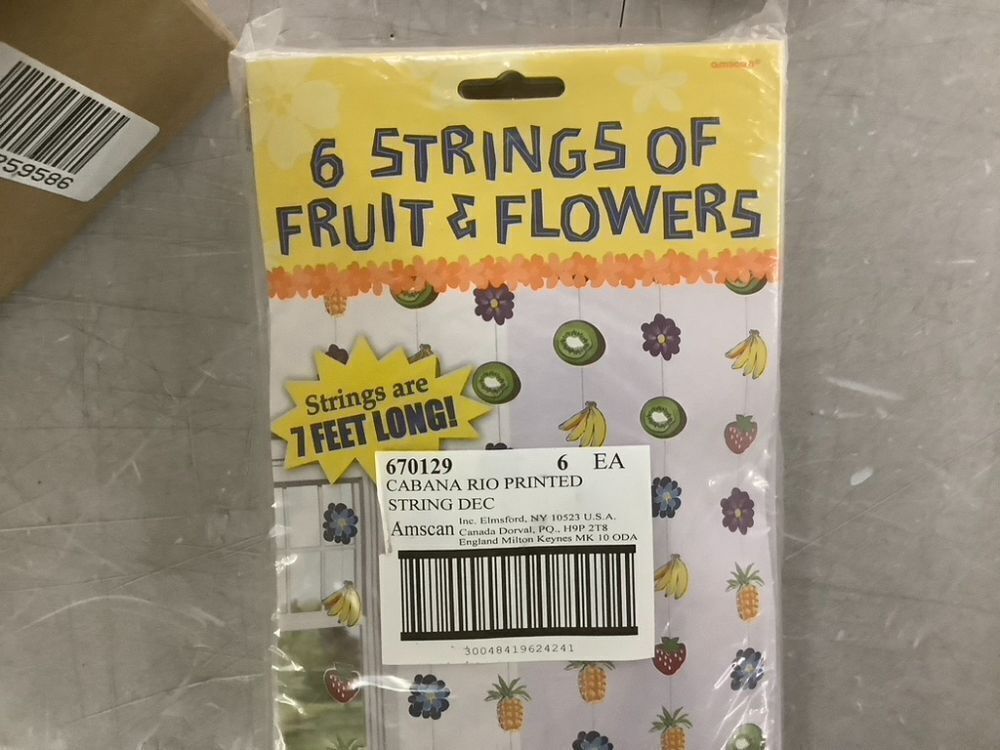 amscan®
6 STRINGS OF
FRUIT & FLOWERS
Strings are
7 FEET LONG!
670129 6 EA
CABANA RIO PRINTED
STRING DEC
Amscan Inc. Elmsford, NY 10523 U.S.A.
Canada Dorval, PQ., H9P 2T8
England Milton Keynes MK 10 ODA
30048419624241
59586